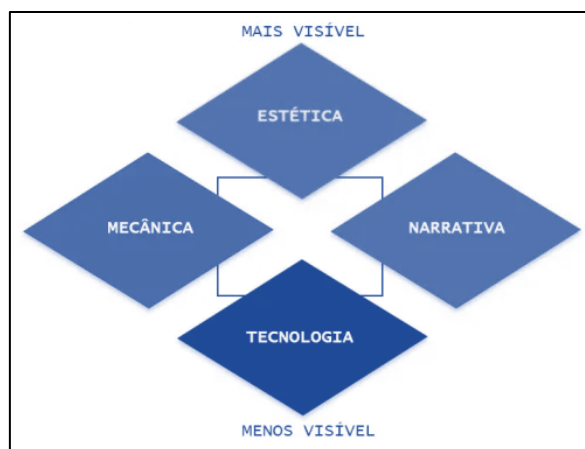 MAIS VISÍVEL
ESTÉTICA
MECÂNICA
NARRATIVA
TECNOLOGIA
MENOS VISÍVEL